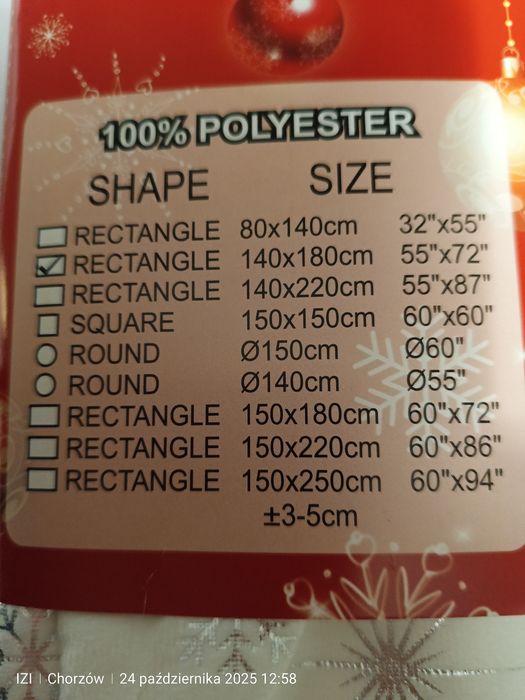 100% POLYESTER
SHAPE SIZE
RECTANGLE 80x140cm 32"x55"
RECTANGLE 140x180cm 55"x72"
RECTANGLE 140x220cm 55"x87"
SQUARE 150x150cm 60"x60"
ROUND Ø150cm Ø60"
ROUND Ø140cm Ø55"
RECTANGLE 150x180cm 60"x72"
RECTANGLE 150x220cm 60"x86"
RECTANGLE 150x250cm 60"x94"
±3-5cm
IZI | Chorzów | 24 października 2025 12:58